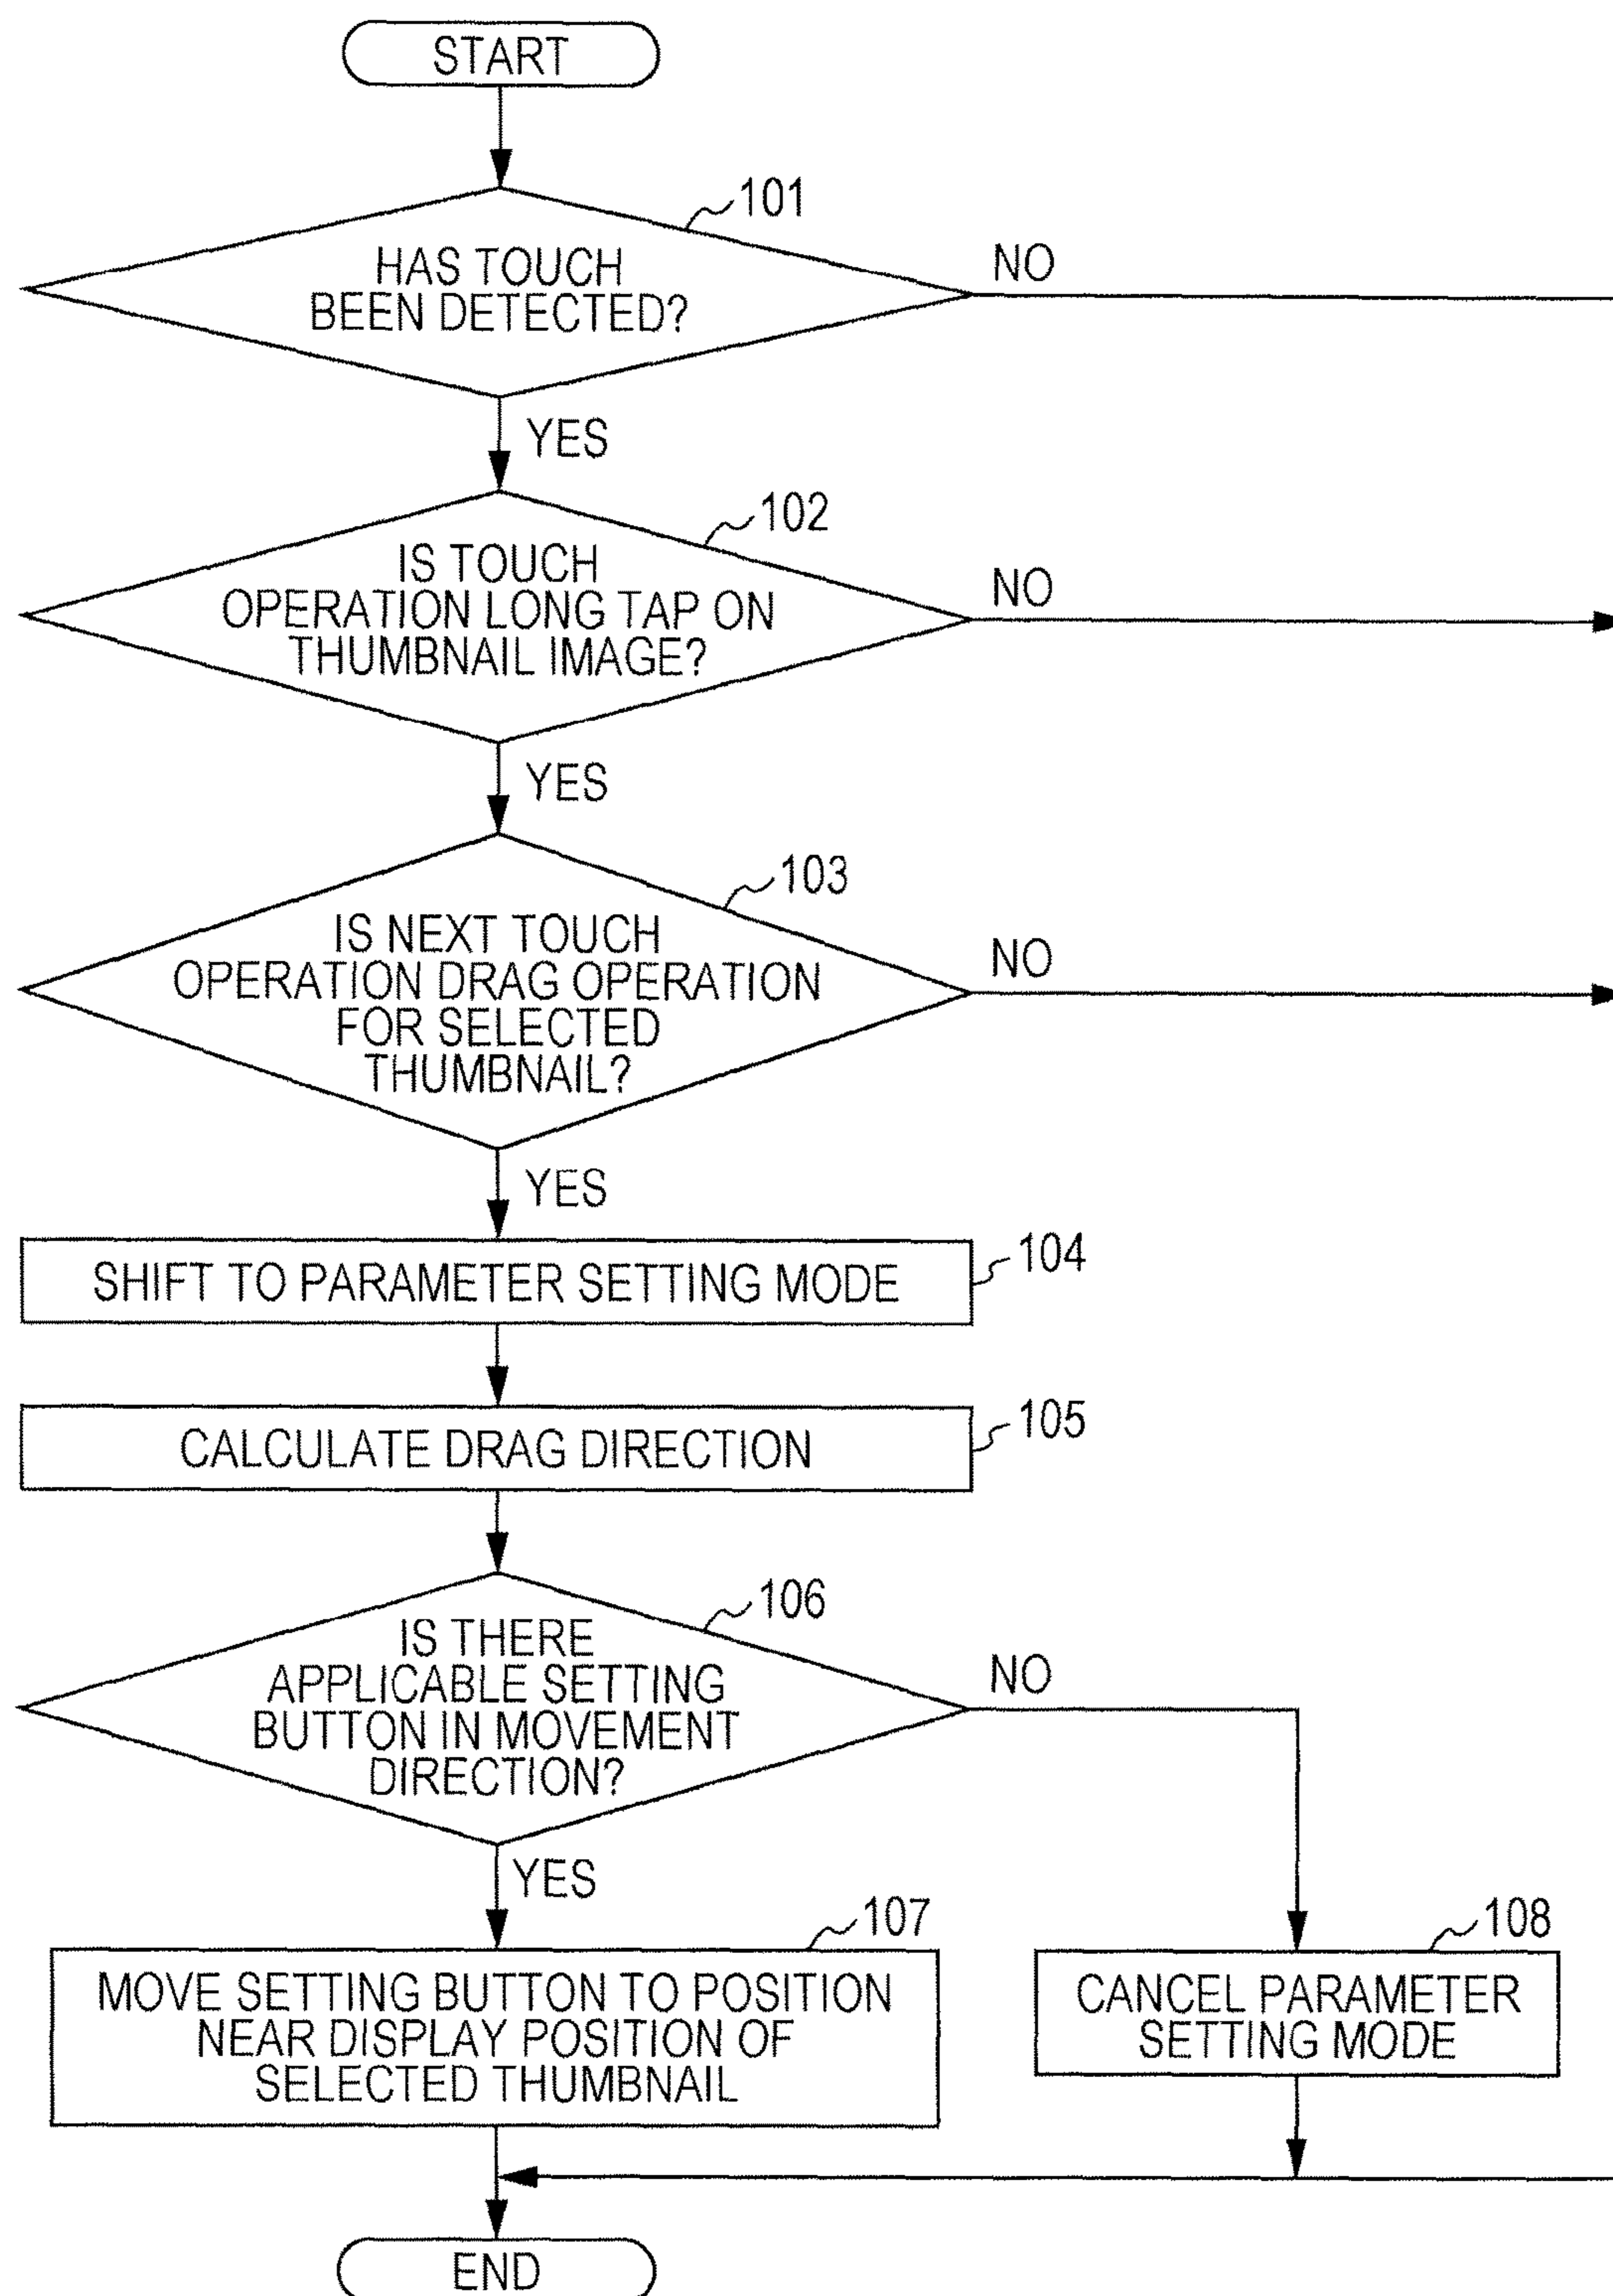 START
101
HAS TOUCH
BEEN DETECTED?
NO
YES
102
IS TOUCH
OPERATION LONG TAP ON
THUMBNAIL IMAGE?
NO
YES
103
IS NEXT TOUCH
OPERATION DRAG OPERATION
FOR SELECTED
THUMBNAIL?
NO
YES
SHIFT TO PARAMETER SETTING MODE
104
CALCULATE DRAG DIRECTION
105
106
IS THERE
APPLICABLE SETTING
BUTTON IN MOVEMENT
DIRECTION?
NO
YES
107
MOVE SETTING BUTTON TO POSITION
NEAR DISPLAY POSITION OF
SELECTED THUMBNAIL
108
CANCEL PARAMETER
SETTING MODE
END